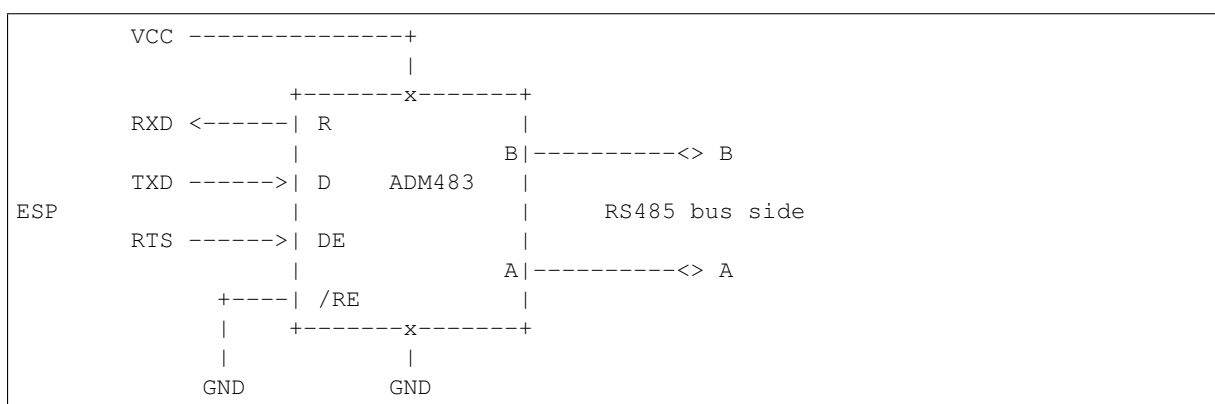 VCC ---------------+
|
+-------x-------+
RXD <------| R |
| B|----------<> B
TXD ------>| D ADM483 |
ESP | | RS485 bus side
RTS ------>| DE |
| A|----------<> A
+----| /RE |
| +-------x-------+
| |
GND GND